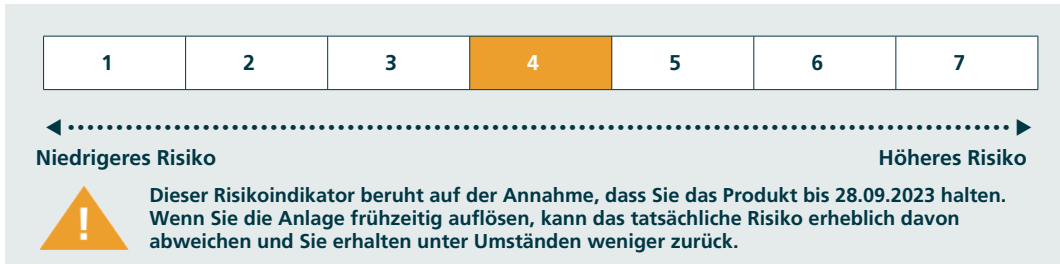 1 2 3 4 5 6 7
Niedrigeres Risiko Höheres Risiko
Dieser Risikoindikator beruht auf der Annahme, dass Sie das Produkt bis 28.09.2023 halten.
Wenn Sie die Anlage frühzeitig auflösen, kann das tatsächliche Risiko erheblich davon
abweichen und Sie erhalten unter Umständen weniger zurück.